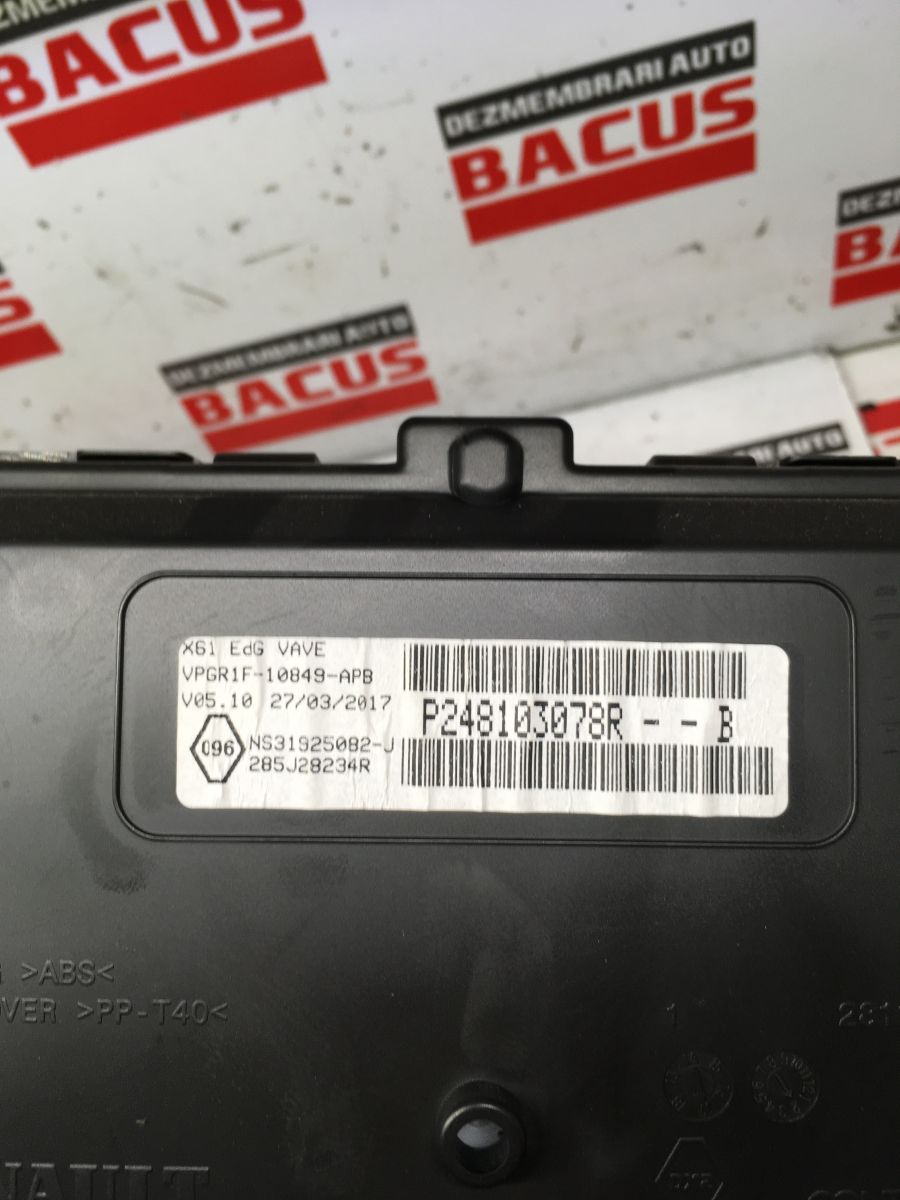 BACUS
DEZMEMBRARI AUTO
BACUS
DEZMEMBRARI AUTO
BACUS
AUTO
X61 EdG VAVE
VPGR1F-10849-APB
V05.10 27/03/2017
P248103078R -- B
096
NS31925082-J
285J28234R
>ABS<
>PP-T40<
1